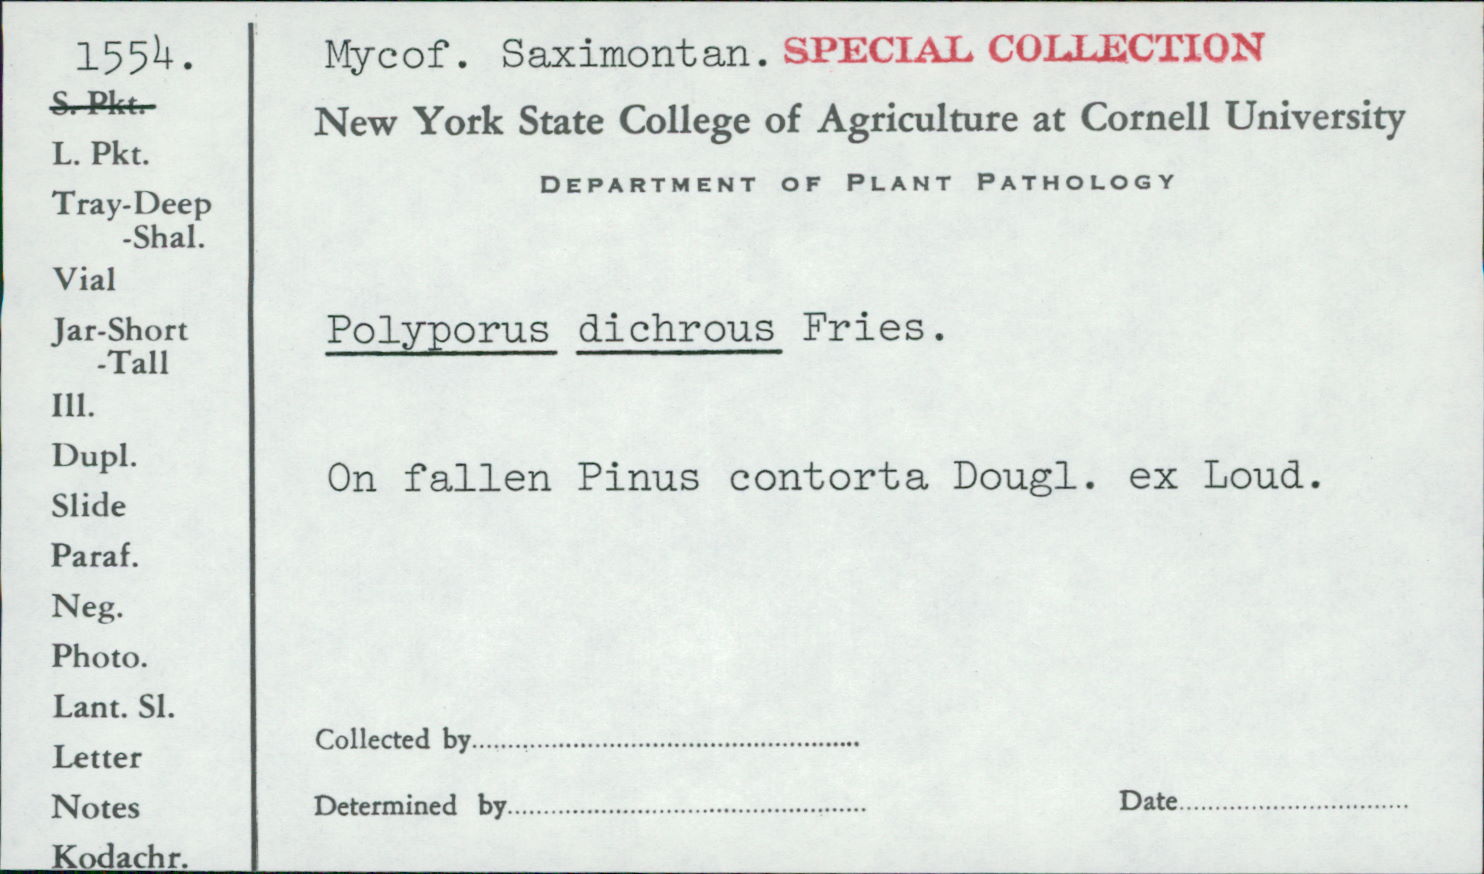 1554.
S. Pkt.
L. Pkt.
Tray-Deep
-Shal.
Vial
Jar-Short
-Tall
Ill.
Dupl.
Slide
Paraf.
Neg.
Photo.
Lant. Sl.
Letter
Notes
Kodachr.
Mycof. Saximontan. SPECIAL COLLECTION
New York State College of Agriculture at Cornell University
DEPARTMENT OF PLANT PATHOLOGY
Polyporus dichrous Fries.
On fallen Pinus contorta Dougl. ex Loud.
Collected by
Determined by Date